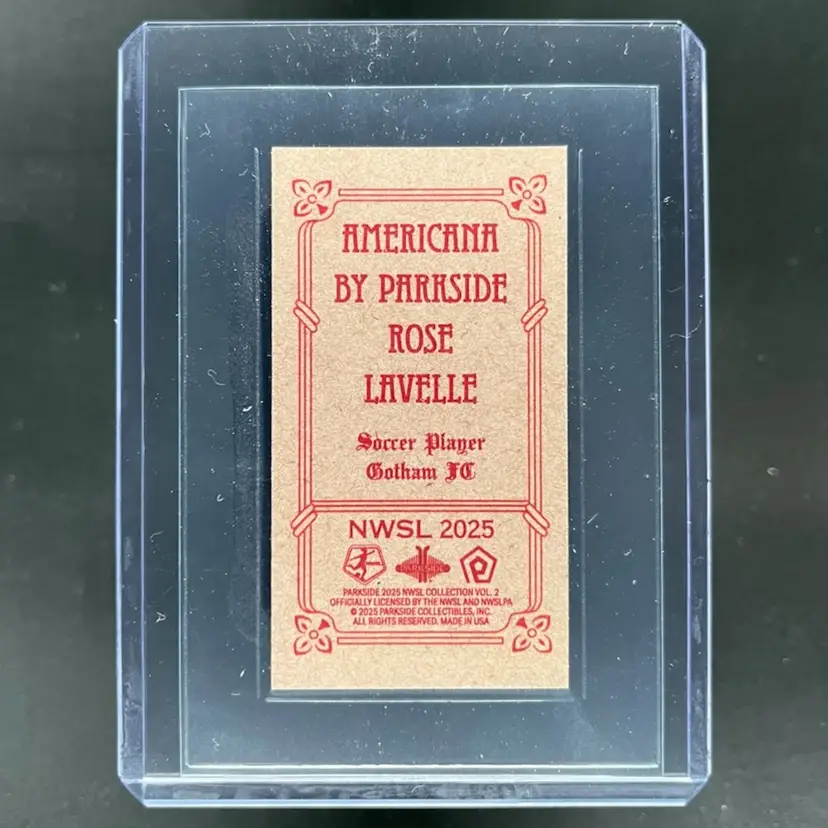 AMERICANA
BY PARKSIDE
ROSE
LAVELLE
Soccer Player
Gotham FC
NWSL 2025
PARKSIDE
PARKSIDE 2025 NWSL COLLECTION VOL. 2
OFFICIALLY LICENSED BY THE NWSL AND NWSLPA
© 2025 PARKSIDE COLLECTIBLES, INC.
ALL RIGHTS RESERVED. MADE IN USA